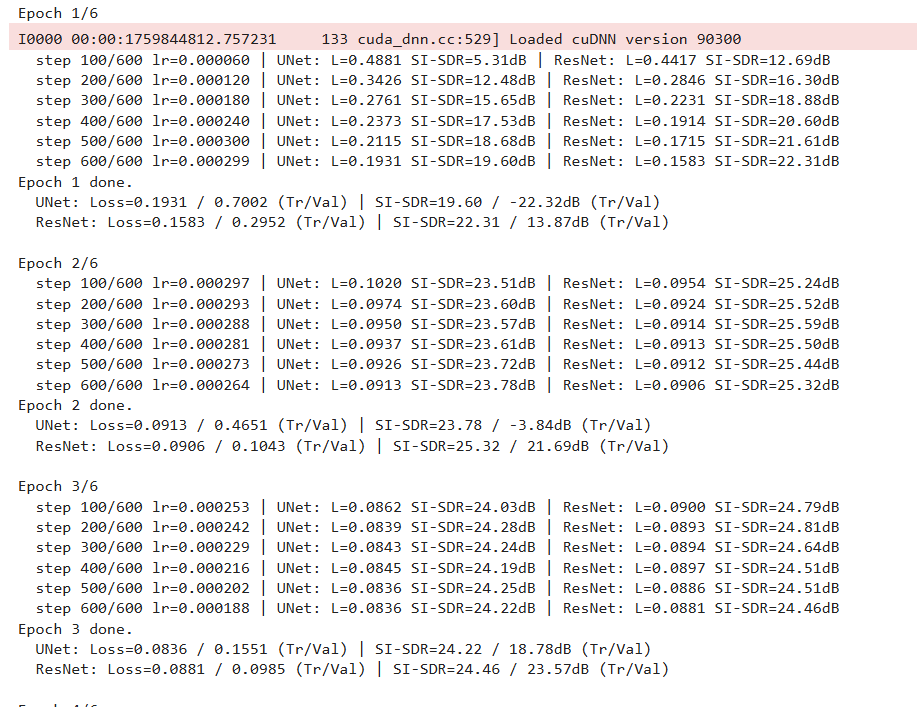 Epoch 1/6
I0000 00:00:1759844812.757231     133 cuda_dnn.cc:529] Loaded cuDNN version 90300
  step 100/600 lr=0.000060 | UNet: L=0.4881 SI-SDR=5.31dB | ResNet: L=0.4417 SI-SDR=12.69dB
  step 200/600 lr=0.000120 | UNet: L=0.3426 SI-SDR=12.48dB | ResNet: L=0.2846 SI-SDR=16.30dB
  step 300/600 lr=0.000180 | UNet: L=0.2761 SI-SDR=15.65dB | ResNet: L=0.2231 SI-SDR=18.88dB
  step 400/600 lr=0.000240 | UNet: L=0.2373 SI-SDR=17.53dB | ResNet: L=0.1914 SI-SDR=20.60dB
  step 500/600 lr=0.000300 | UNet: L=0.2115 SI-SDR=18.68dB | ResNet: L=0.1715 SI-SDR=21.61dB
  step 600/600 lr=0.000299 | UNet: L=0.1931 SI-SDR=19.60dB | ResNet: L=0.1583 SI-SDR=22.31dB
Epoch 1 done.
  UNet: Loss=0.1931 / 0.7002 (Tr/Val) | SI-SDR=19.60 / -22.32dB (Tr/Val)
  ResNet: Loss=0.1583 / 0.2952 (Tr/Val) | SI-SDR=22.31 / 13.87dB (Tr/Val)

Epoch 2/6
  step 100/600 lr=0.000297 | UNet: L=0.1020 SI-SDR=23.51dB | ResNet: L=0.0954 SI-SDR=25.24dB
  step 200/600 lr=0.000293 | UNet: L=0.0974 SI-SDR=23.60dB | ResNet: L=0.0924 SI-SDR=25.52dB
  step 300/600 lr=0.000288 | UNet: L=0.0950 SI-SDR=23.57dB | ResNet: L=0.0914 SI-SDR=25.59dB
  step 400/600 lr=0.000281 | UNet: L=0.0937 SI-SDR=23.61dB | ResNet: L=0.0913 SI-SDR=25.50dB
  step 500/600 lr=0.000273 | UNet: L=0.0926 SI-SDR=23.72dB | ResNet: L=0.0912 SI-SDR=25.44dB
  step 600/600 lr=0.000264 | UNet: L=0.0913 SI-SDR=23.78dB | ResNet: L=0.0906 SI-SDR=25.32dB
Epoch 2 done.
  UNet: Loss=0.0913 / 0.4651 (Tr/Val) | SI-SDR=23.78 / -3.84dB (Tr/Val)
  ResNet: Loss=0.0906 / 0.1043 (Tr/Val) | SI-SDR=25.32 / 21.69dB (Tr/Val)

Epoch 3/6
  step 100/600 lr=0.000253 | UNet: L=0.0862 SI-SDR=24.03dB | ResNet: L=0.0900 SI-SDR=24.79dB
  step 200/600 lr=0.000242 | UNet: L=0.0839 SI-SDR=24.28dB | ResNet: L=0.0893 SI-SDR=24.81dB
  step 300/600 lr=0.000229 | UNet: L=0.0843 SI-SDR=24.24dB | ResNet: L=0.0894 SI-SDR=24.64dB
  step 400/600 lr=0.000216 | UNet: L=0.0845 SI-SDR=24.19dB | ResNet: L=0.0897 SI-SDR=24.51dB
  step 500/600 lr=0.000202 | UNet: L=0.0836 SI-SDR=24.25dB | ResNet: L=0.0886 SI-SDR=24.51dB
  step 600/600 lr=0.000188 | UNet: L=0.0836 SI-SDR=24.22dB | ResNet: L=0.0881 SI-SDR=24.46dB
Epoch 3 done.
  UNet: Loss=0.0836 / 0.1551 (Tr/Val) | SI-SDR=24.22 / 18.78dB (Tr/Val)
  ResNet: Loss=0.0881 / 0.0985 (Tr/Val) | SI-SDR=24.46 / 23.57dB (Tr/Val)